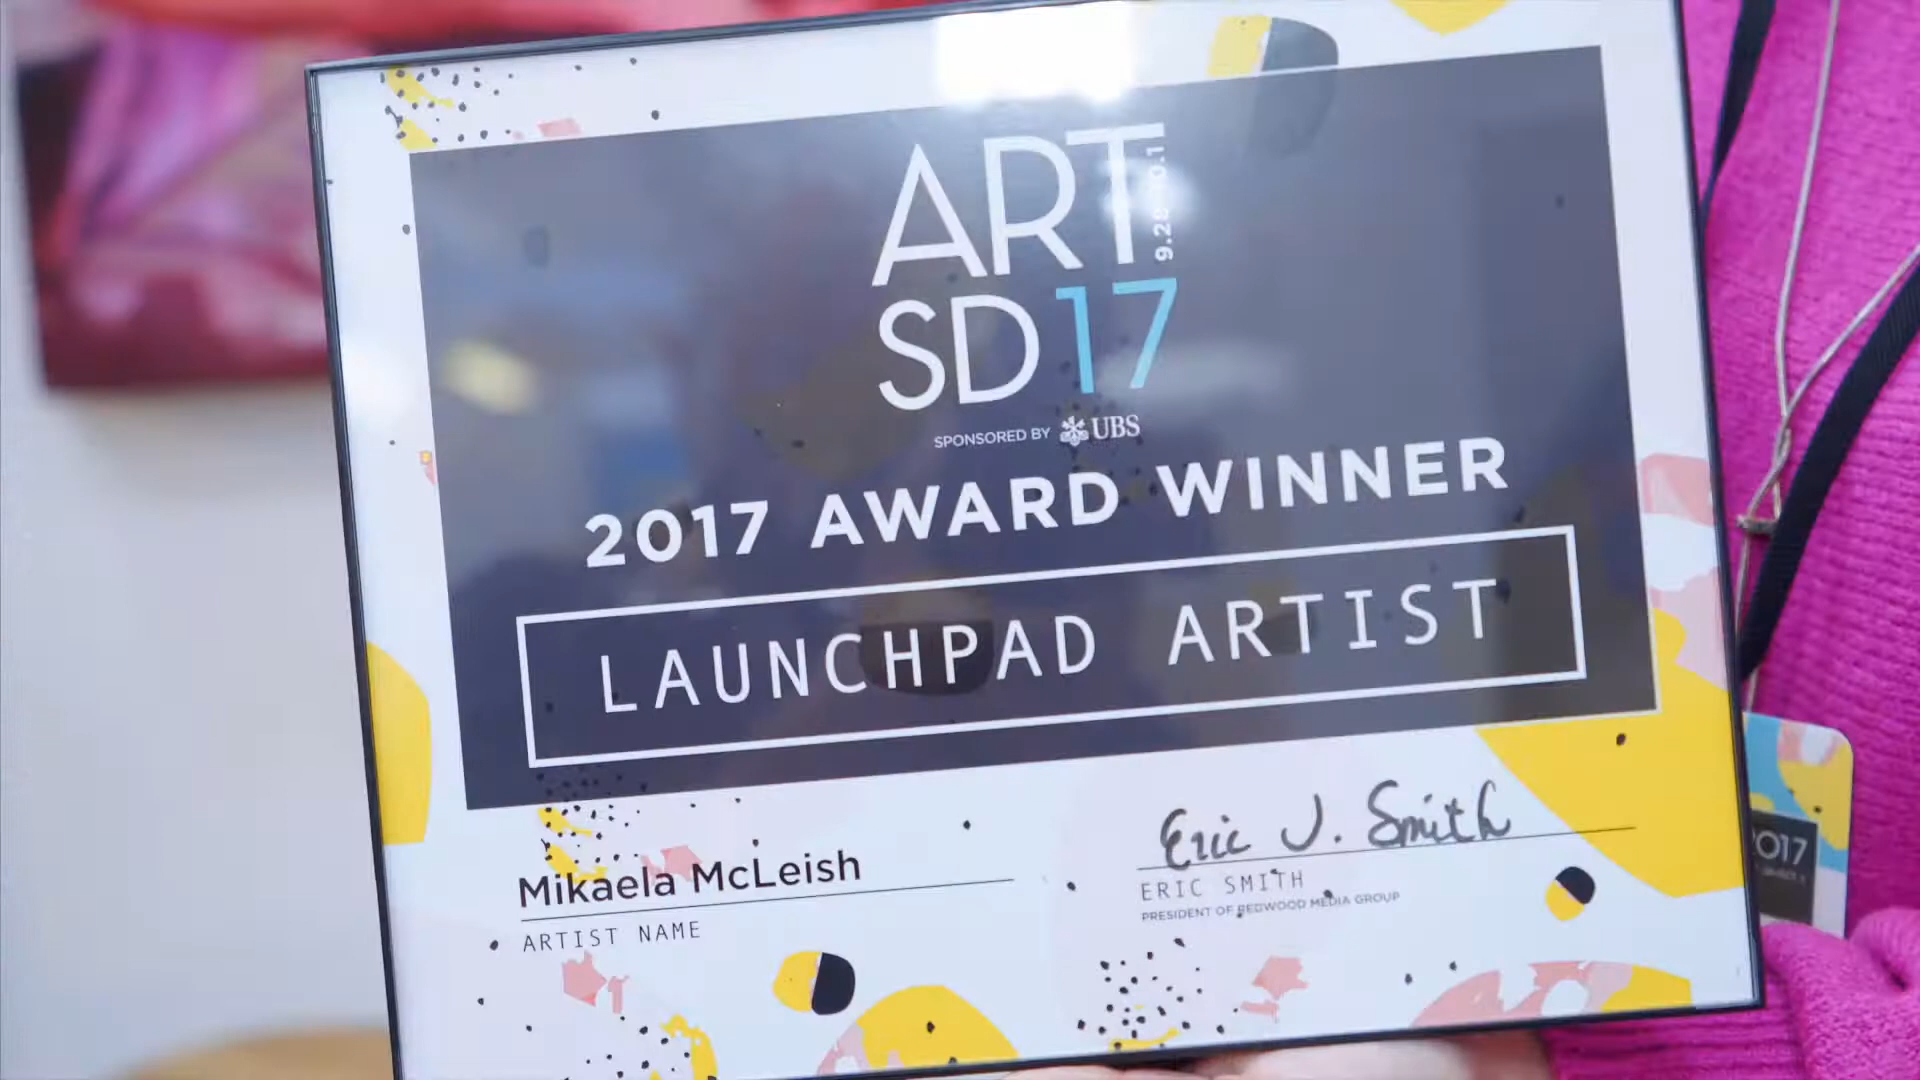 ART
SD17
SPONSORED BY UBS
2017 AWARD WINNER
LAUNCHPAD ARTIST
Mikaela McLeish
ARTIST NAME
Eric J. Smith
ERIC SMITH
PRESIDENT OF REDWOOD MEDIA GROUP
2017